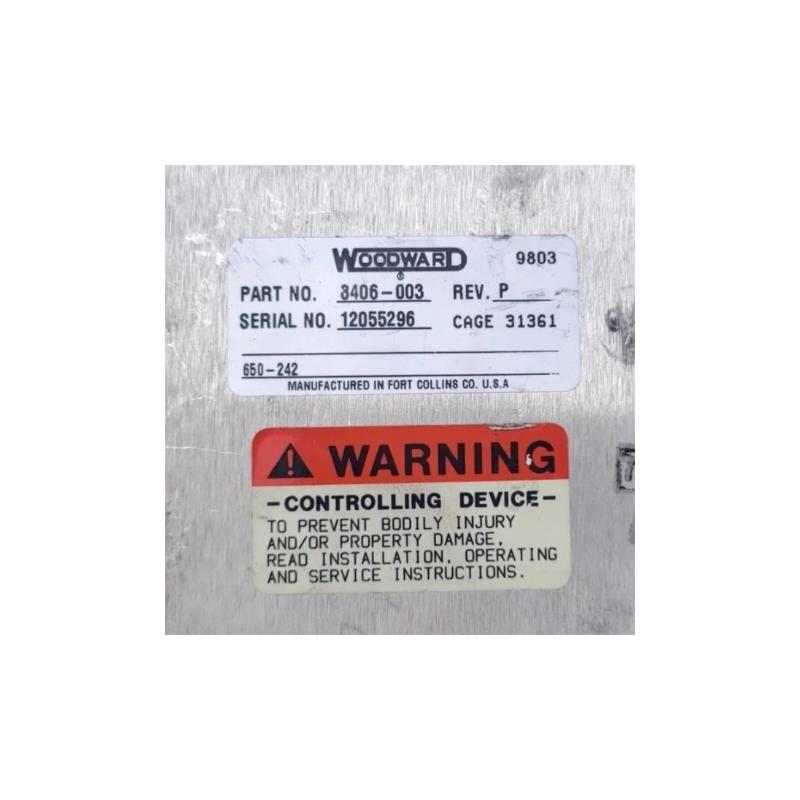 WOODWARD 9803
®
PART NO. 8406-003 REV. P
SERIAL NO. 12055296 CAGE 31361
650-242
MANUFACTURED IN FORT COLLINS CO. U.S.A
WARNING
-CONTROLLING DEVICE-
TO PREVENT BODILY INJURY
AND/OR PROPERTY DAMAGE,
READ INSTALLATION, OPERATING
AND SERVICE INSTRUCTIONS.